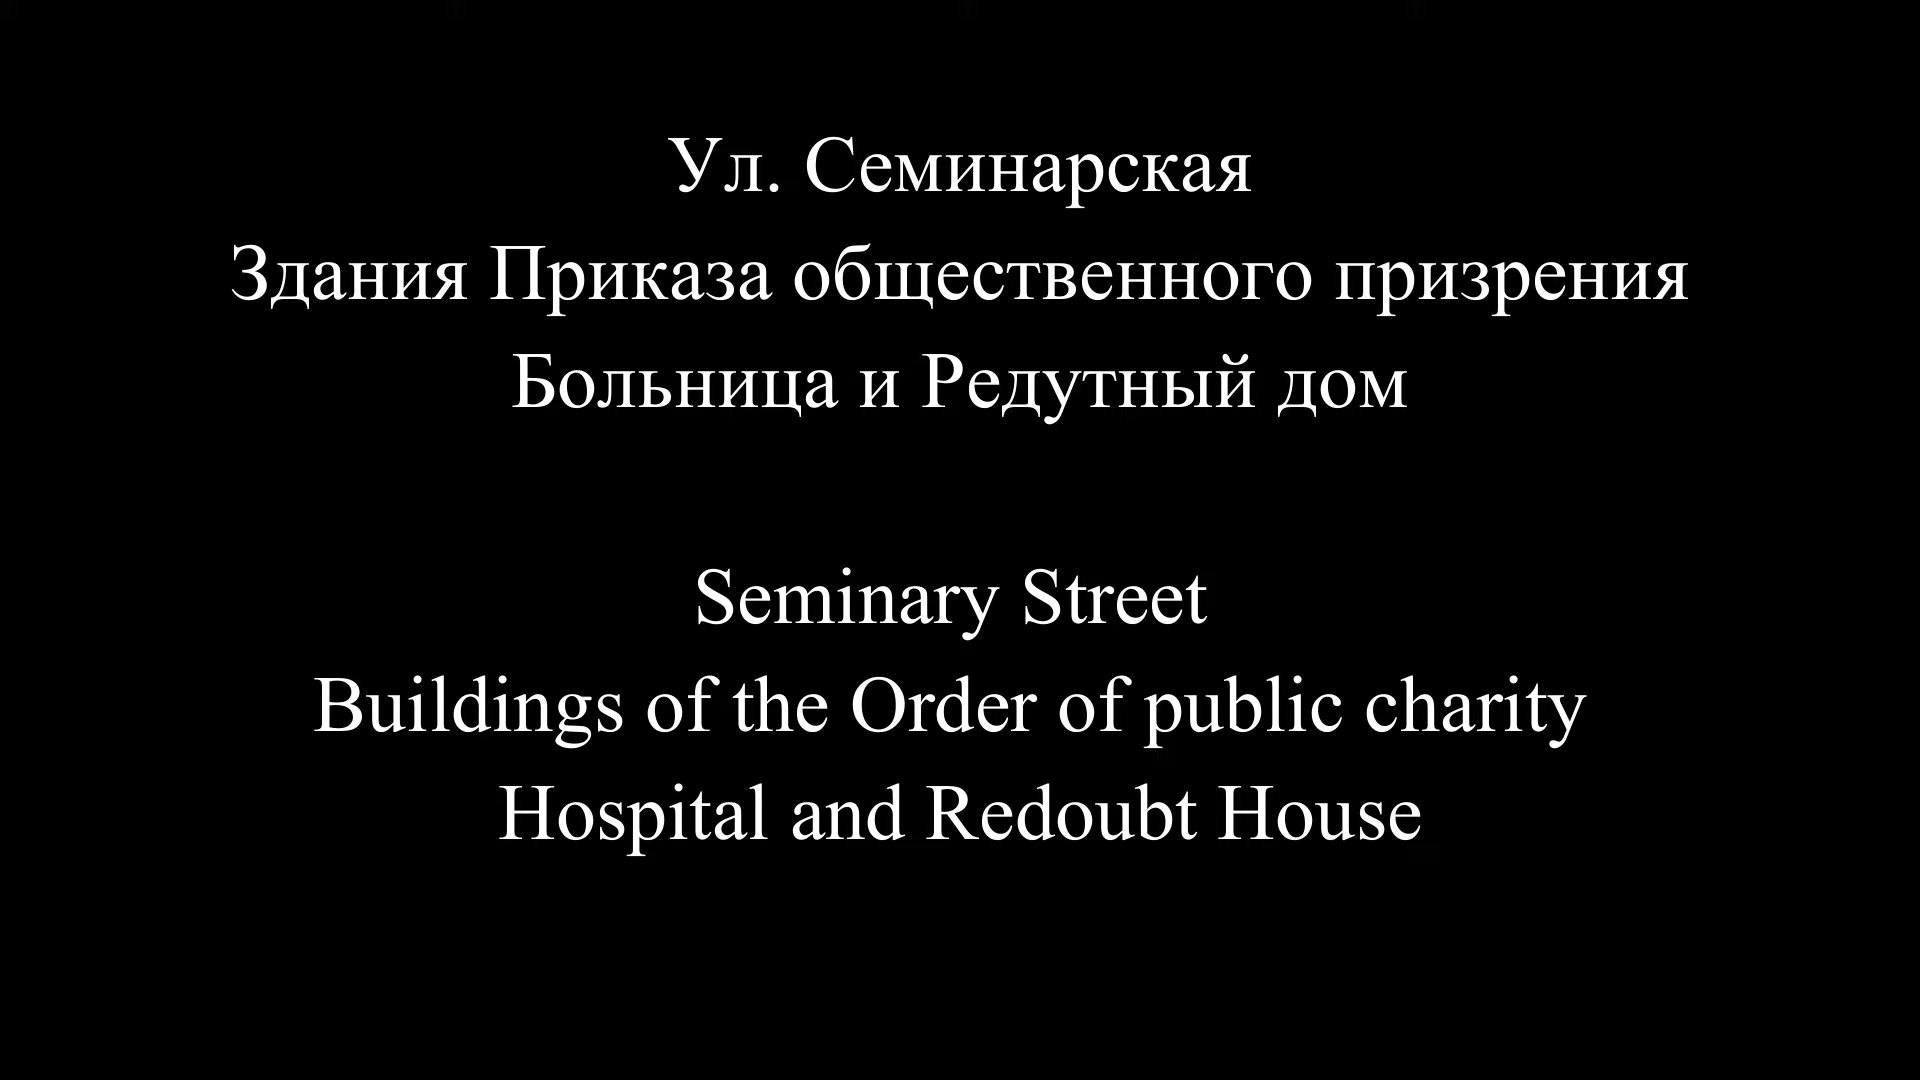 Ул. Семинарская
Здания Приказа общественного призрения
Больница и Редутный дом
Seminary Street
Buildings of the Order of public charity
Hospital and Redoubt House